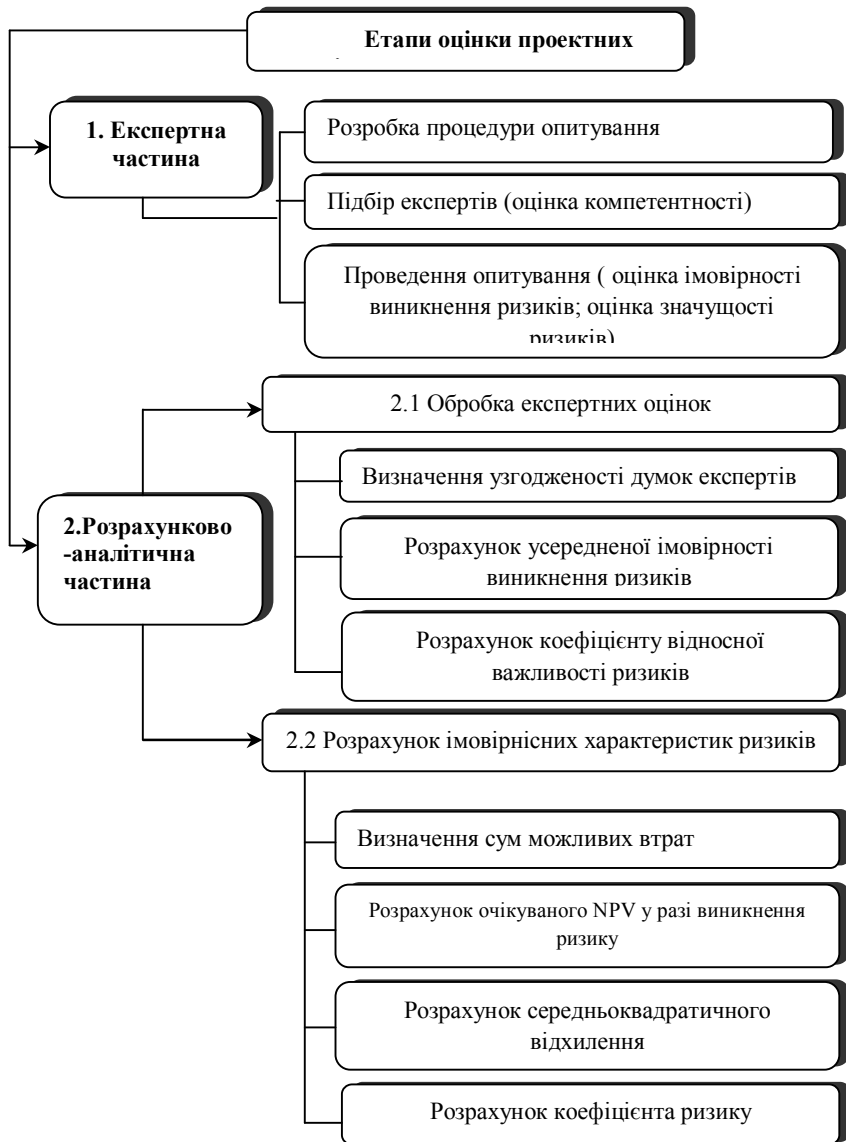 Етапи оцінки проектних
1. Експертна
частина
Розробка процедури опитування
Підбір експертів (оцінка компетентності)
Проведення опитування ( оцінка імовірності
виникнення ризиків; оцінка значущості
ризиків)
2.1 Обробка експертних оцінок
Визначення узгодженості думок експертів
2.Розрахунково
-аналітична
частина
Розрахунок усередненої імовірності
виникнення ризиків
Розрахунок коефіцієнту відносної
важливості ризиків
2.2 Розрахунок імовірнісних характеристик ризиків
Визначення сум можливих втрат
Розрахунок очікуваного NPV у разі виникнення
ризику
Розрахунок середньоквадратичного
відхилення
Розрахунок коефіцієнта ризику